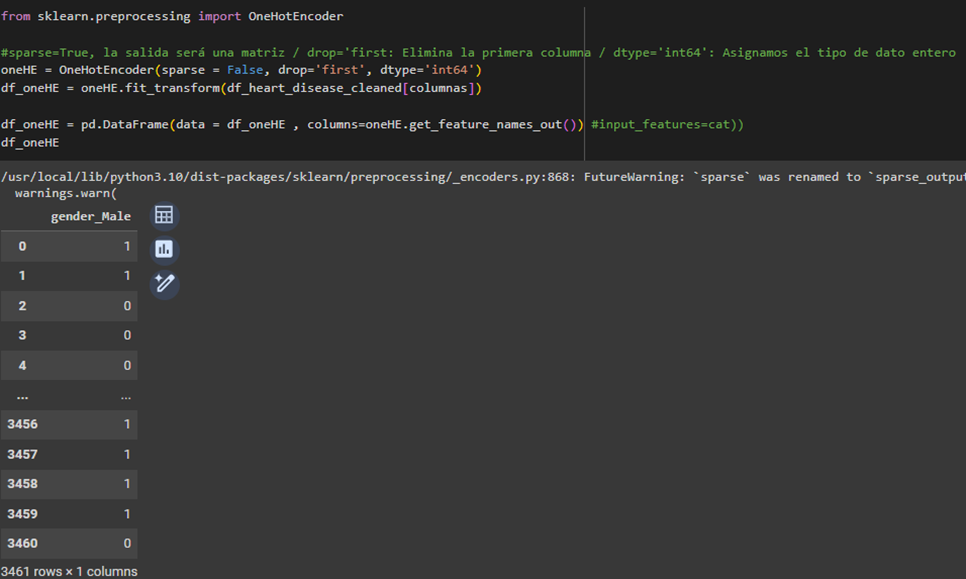 from sklearn.preprocessing import OneHotEncoder
#sparse=True, la salida será una matriz / drop='first: Elimina la primera columna / dtype='int64': Asignamos el tipo de dato entero
oneHE = OneHotEncoder(sparse = False, drop='first', dtype='int64')
df_oneHE = oneHE.fit_transform(df_heart_disease_cleaned[columnas])
df_oneHE = pd.DataFrame(data = df_oneHE , columns=oneHE.get_feature_names_out()) #input_features=cat))
df_oneHE
/usr/local/lib/python3.10/dist-packages/sklearn/preprocessing/_encoders.py:868: FutureWarning: `sparse` was renamed to `sparse_output
warnings.warn(
gender_Male
0 1
1 1
2 0
3 0
4 0
... ...
3456 1
3457 1
3458 1
3459 1
3460 0
3461 rows × 1 columns